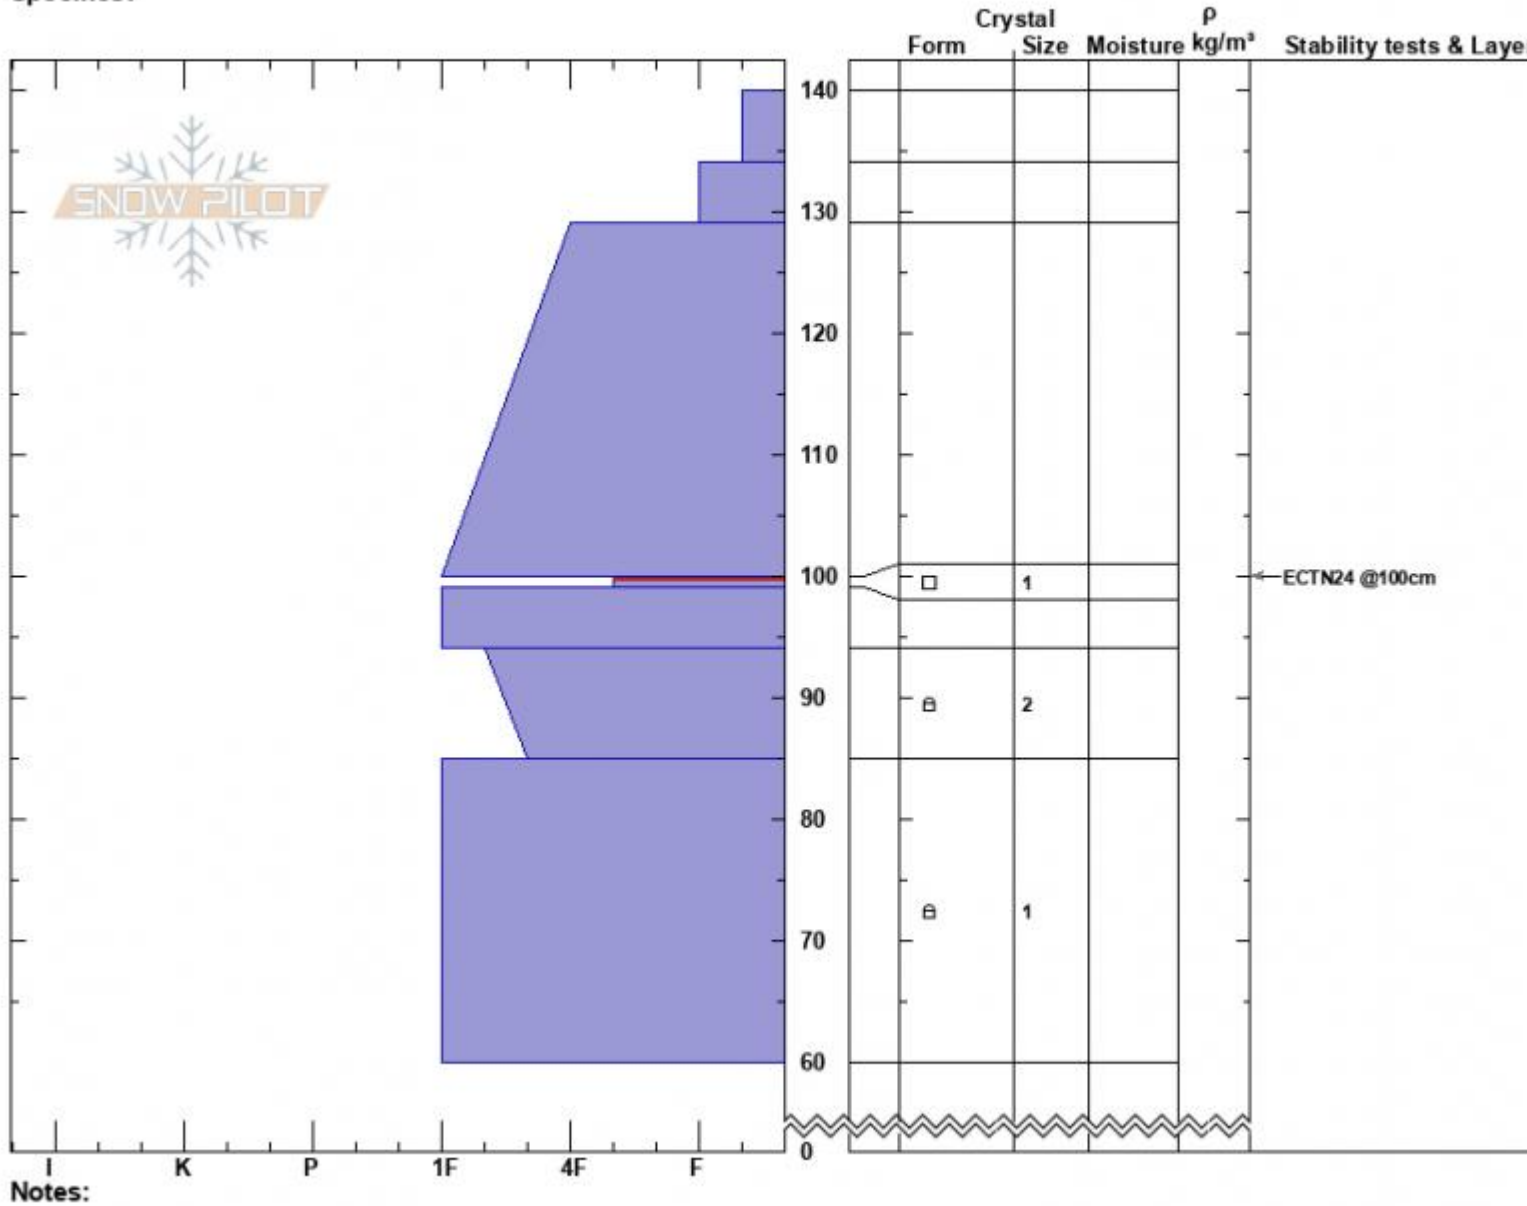 Crystal
ρ
Form Size Moisture kg/m³ Stability tests & Laye
SNOW PILOT
140
130
120
110
100 1 ECTN24 @100cm
90 2
80
70 1
60
0
I K P 1F 4F F
Notes: